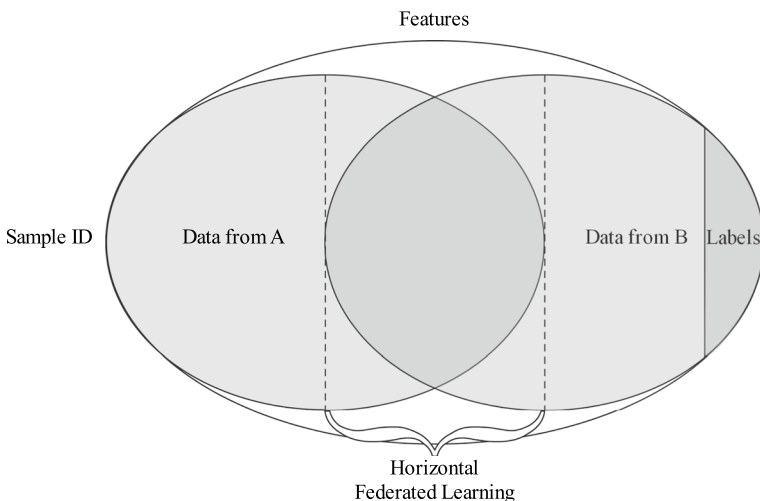 Features
Sample ID
Data from A
Data from B
Labels
Horizontal
Federated Learning